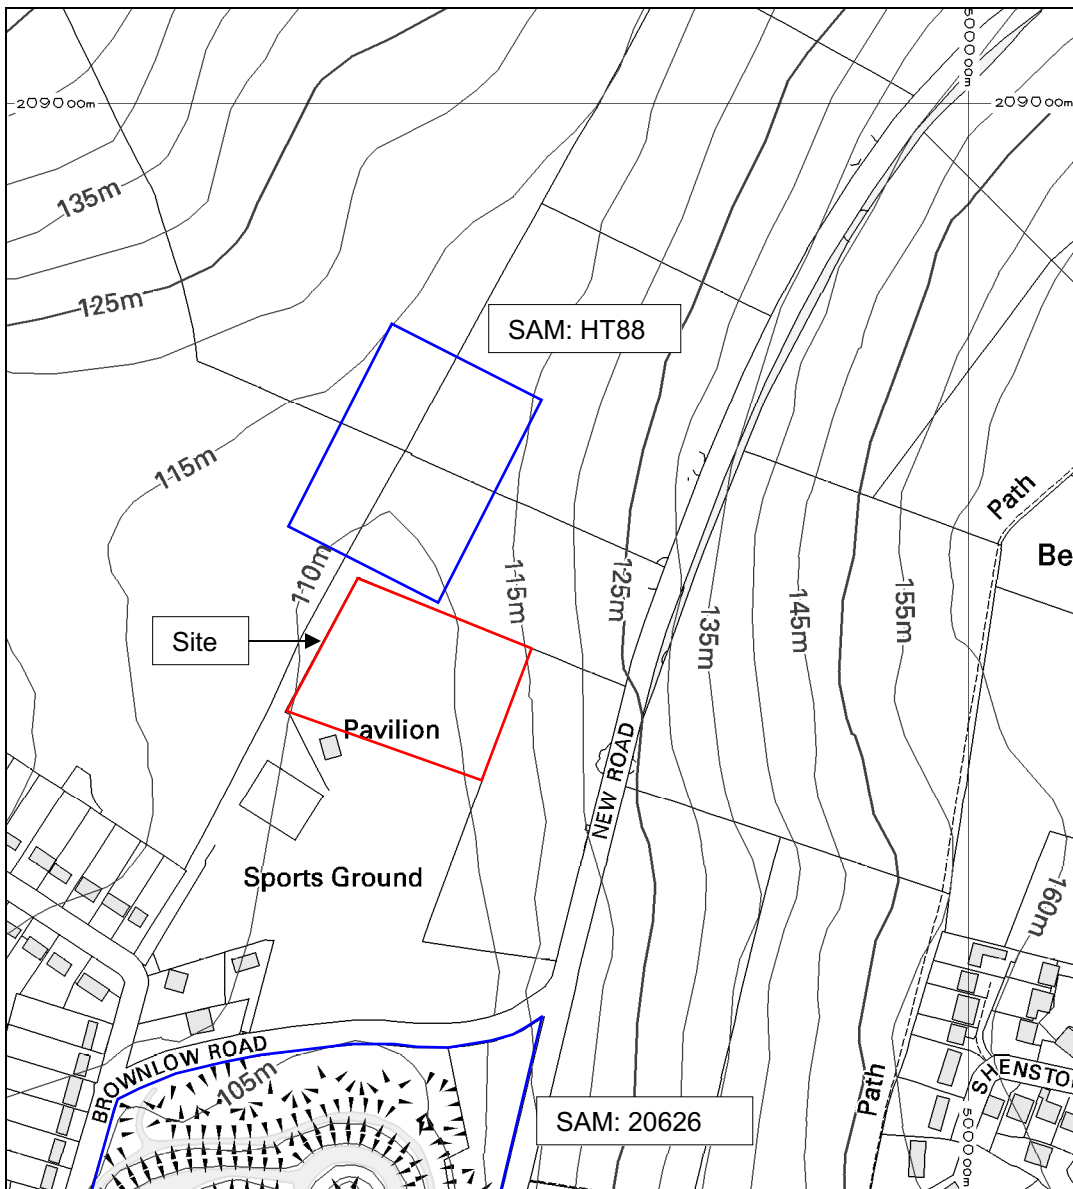 500000m
209000m
209000m
135m
125m
SAM: HT88
115m
Path
Be
110m
115m
125m
135m
145m
155m
Site
Pavilion
NEW ROAD
Sports Ground
160m
BROWNLOW ROAD
105m
Path
SHENSTO
SAM: 20626
500000m